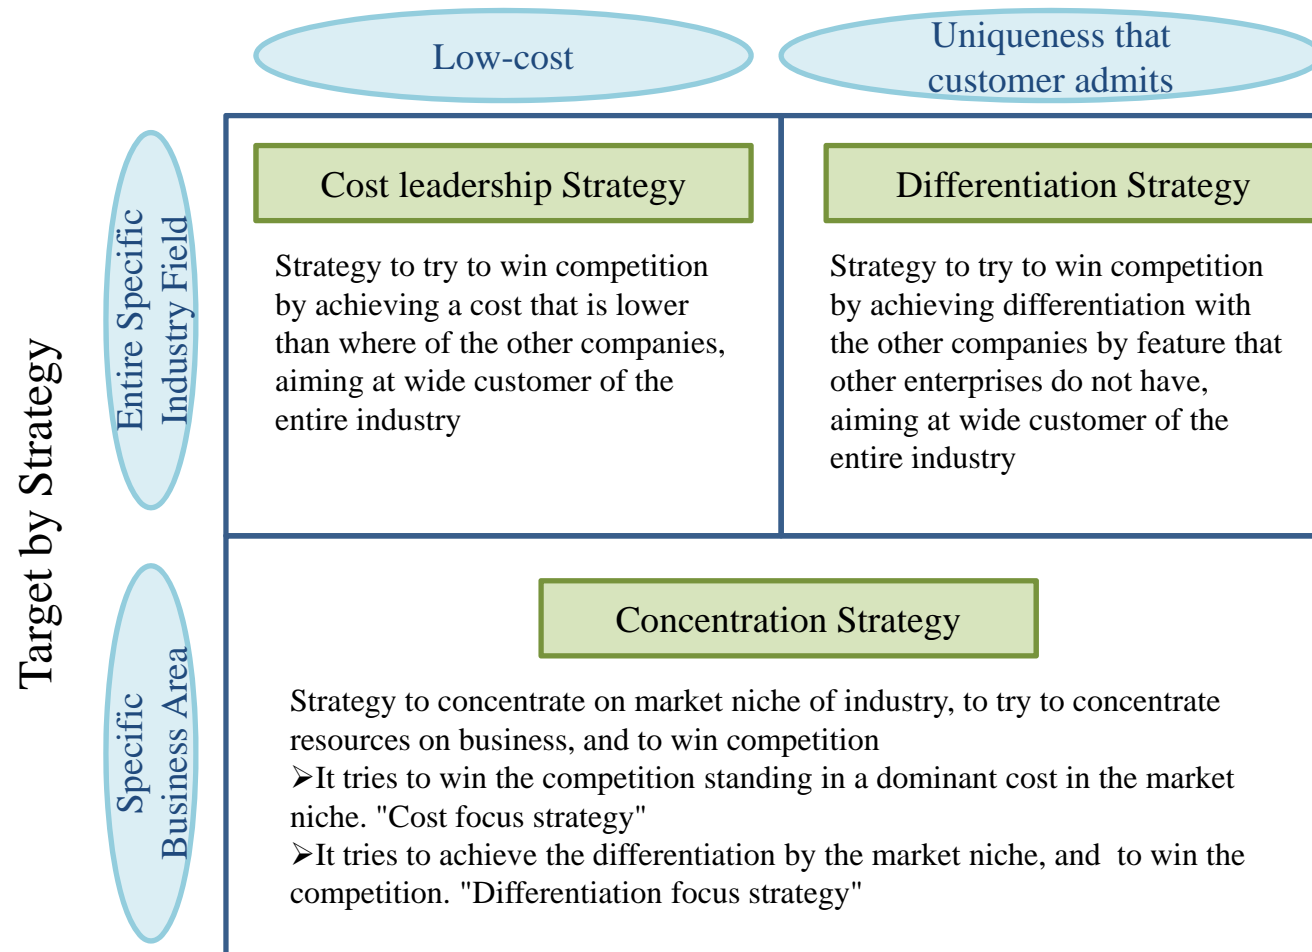 Low-cost
Uniqueness that
customer admits
Target by Strategy
Entire Specific
Industry Field
Cost leadership Strategy
Strategy to try to win competition
by achieving a cost that is lower
than where of the other companies,
aiming at wide customer of the
entire industry
Differentiation Strategy
Strategy to try to win competition
by achieving differentiation with
the other companies by feature that
other enterprises do not have,
aiming at wide customer of the
entire industry
Specific
Business Area
Concentration Strategy
Strategy to concentrate on market niche of industry, to try to concentrate
resources on business, and to win competition
➢It tries to win the competition standing in a dominant cost in the market
niche. "Cost focus strategy"
➢It tries to achieve the differentiation by the market niche, and  to win the
competition. "Differentiation focus strategy"